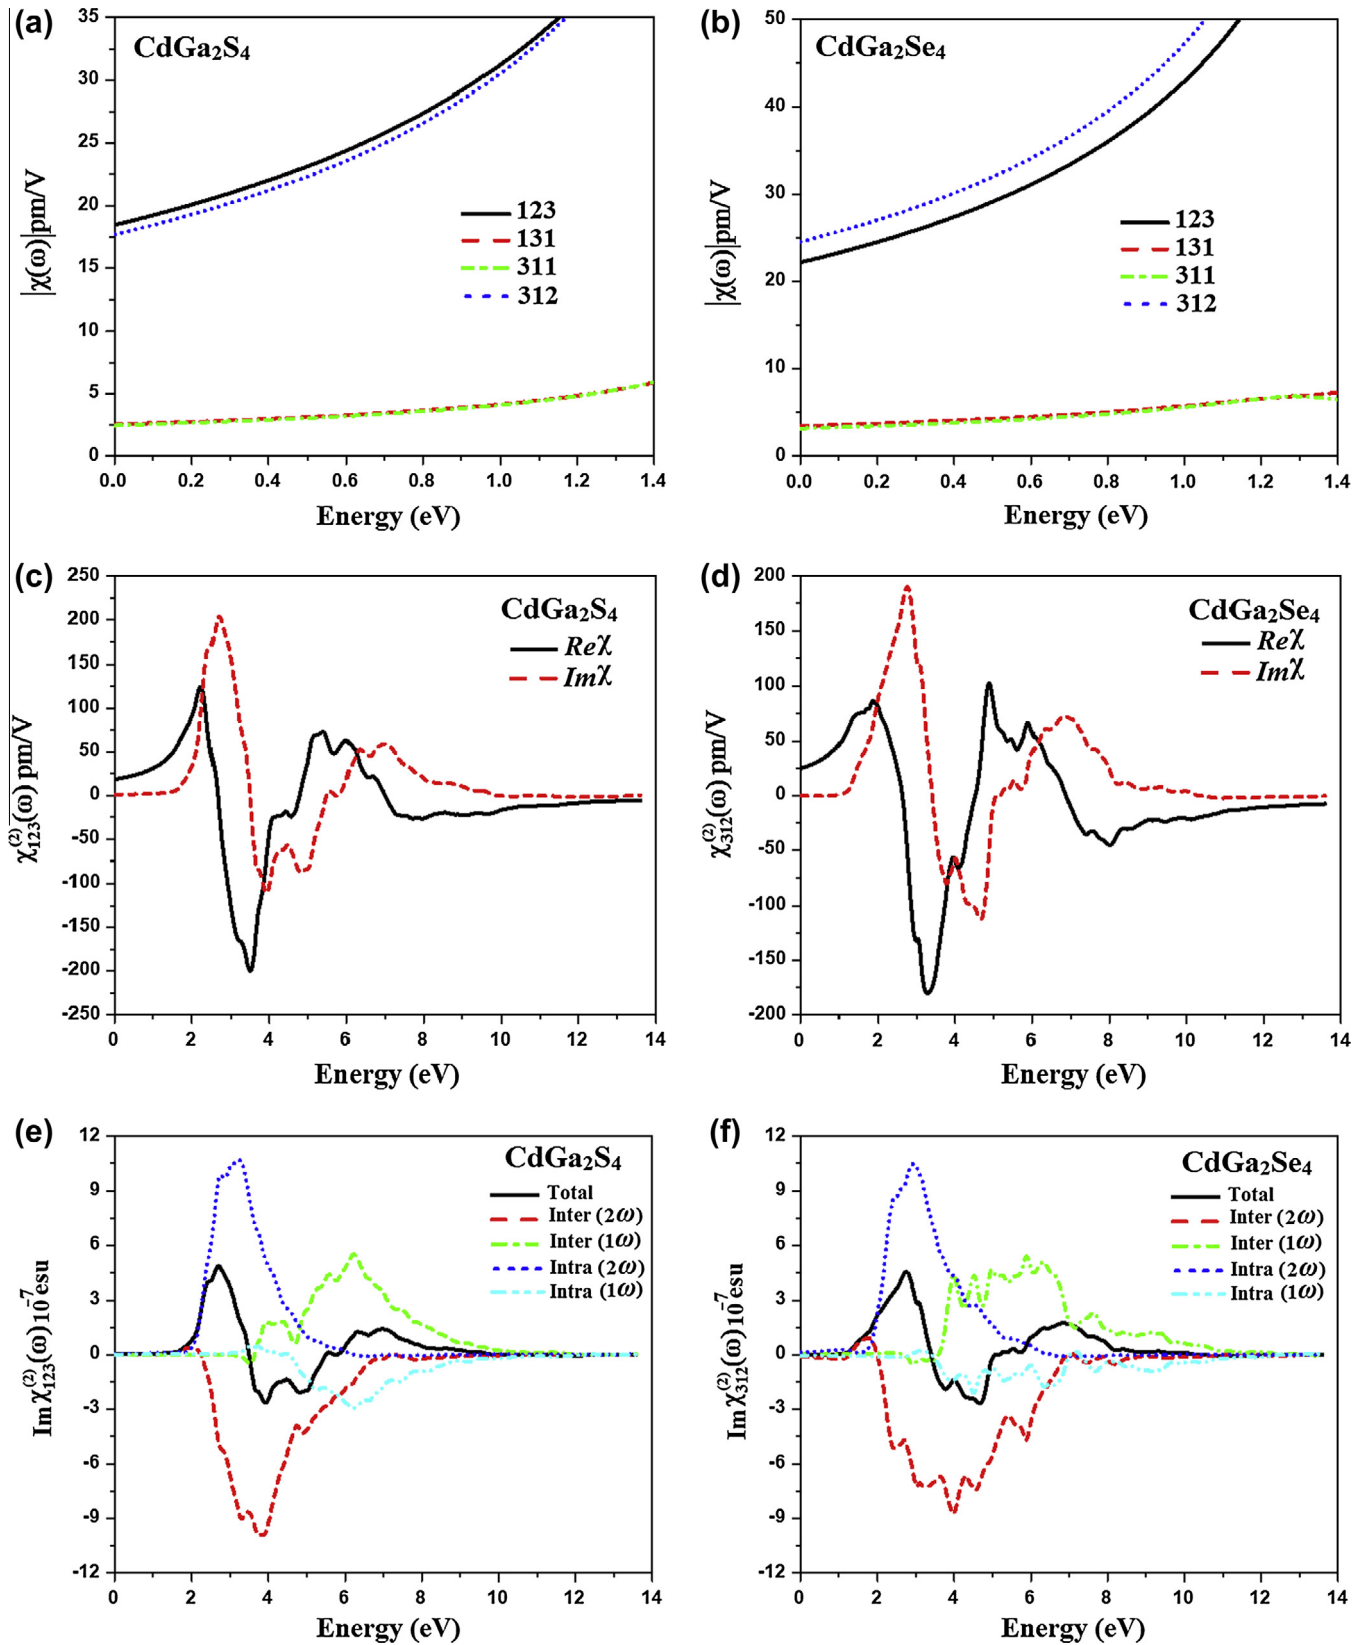 (a)
CdGa₂S₄
|χ(ω)|pm/V
35
30
25
20
15
10
5
0
123
131
311
312
0.0 0.2 0.4 0.6 0.8 1.0 1.2 1.4
Energy (eV)
(b)
CdGa₂Se₄
|χ(ω)|pm/V
50
40
30
20
10
0
123
131
311
312
0.0 0.2 0.4 0.6 0.8 1.0 1.2 1.4
Energy (eV)
(c)
CdGa₂S₄
Reχ
Imχ
χ₁₂₃⁽²⁾(ω) pm/V
250
200
150
100
50
0
-50
-100
-150
-200
-250
0 2 4 6 8 10 12 14
Energy (eV)
(d)
CdGa₂Se₄
Reχ
Imχ
χ₃₁₂⁽²⁾(ω) pm/V
200
150
100
50
0
-50
-100
-150
-200
0 2 4 6 8 10 12 14
Energy (eV)
(e)
CdGa₂S₄
Total
Inter (2ω)
Inter (1ω)
Intra (2ω)
Intra (1ω)
Imχ₁₂₃⁽²⁾(ω)10⁻⁷esu
12
9
6
3
0
-3
-6
-9
-12
0 2 4 6 8 10 12 14
Energy (eV)
(f)
CdGa₂Se₄
Total
Inter (2ω)
Inter (1ω)
Intra (2ω)
Intra (1ω)
Imχ₃₁₂⁽²⁾(ω)10⁻⁷esu
12
9
6
3
0
-3
-6
-9
-12
0 2 4 6 8 10 12 14
Energy (eV)